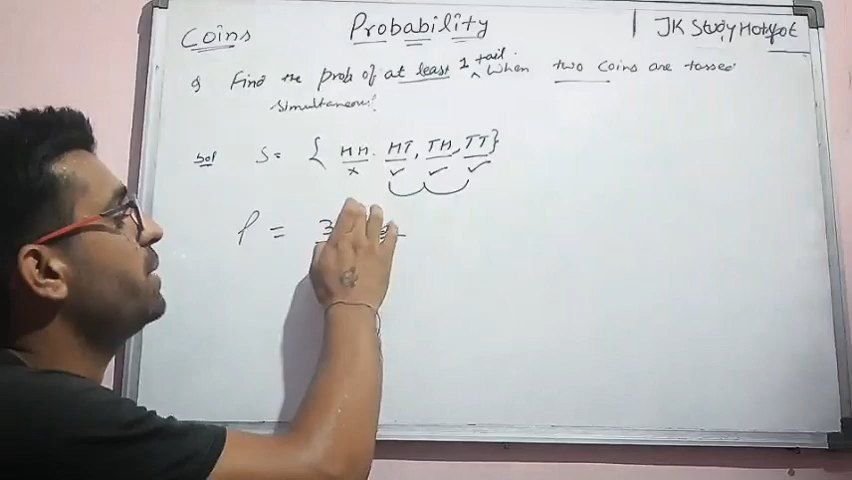 Coins Probability JK Study Hotspot
Q Find the prob of at least 1 tail when two coins are tossed
simultaneous?
Sol S = { HH. HT, TH, TT}
P = 3